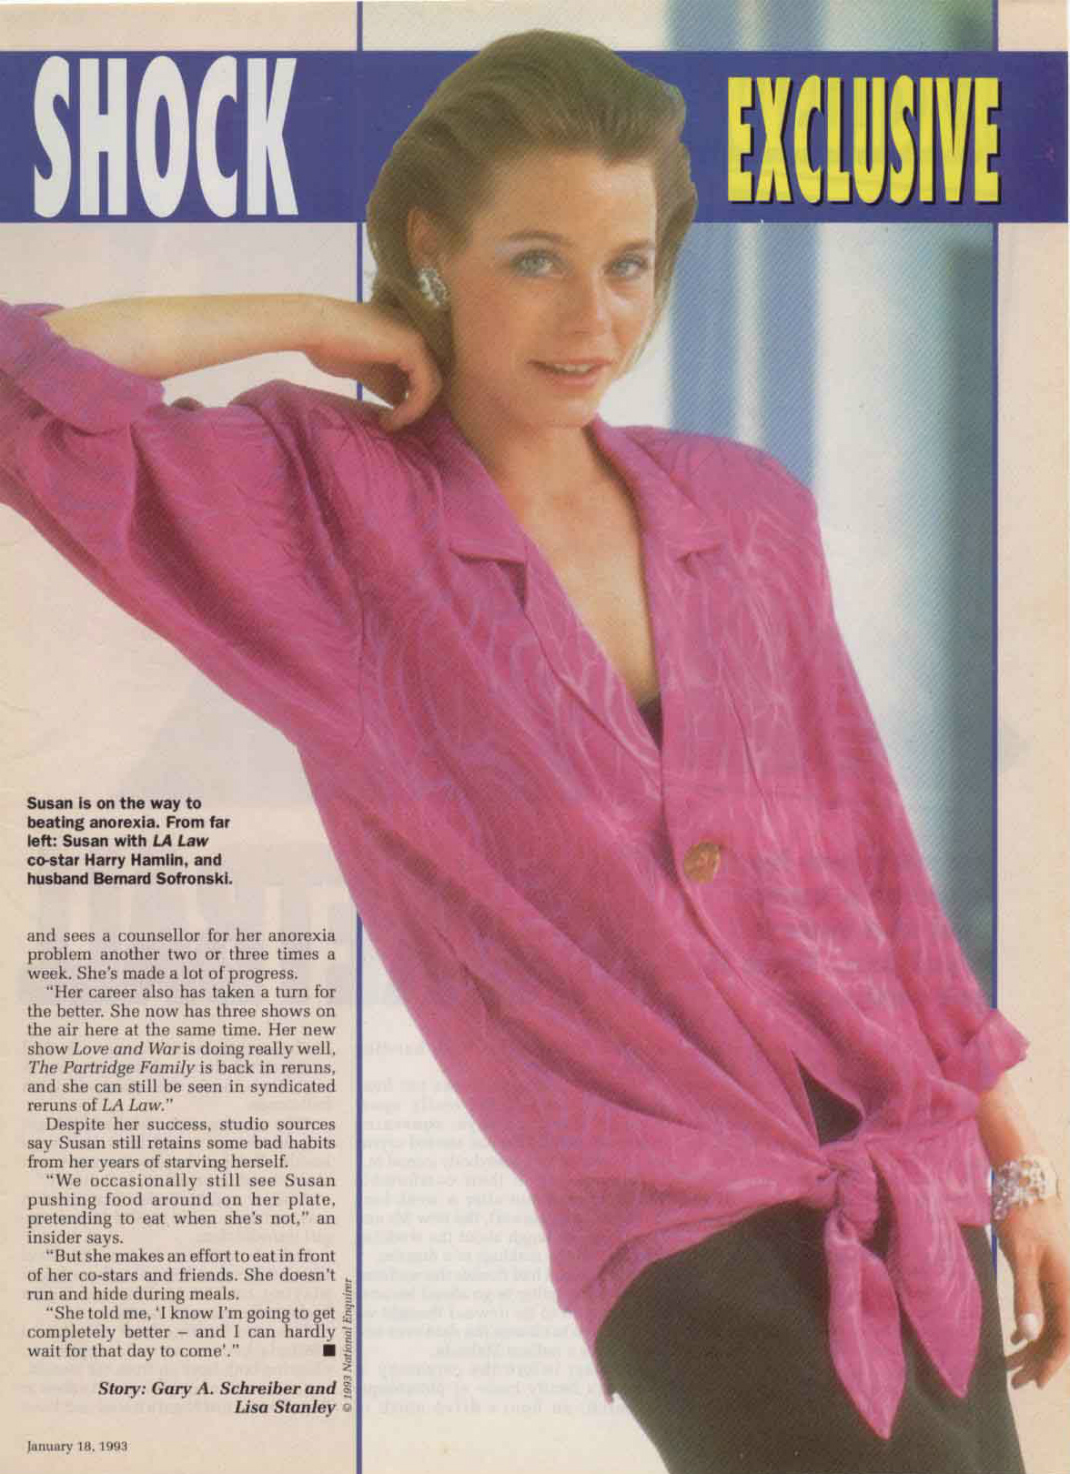 SHOCK
EXCLUSIVE
Susan is on the way to
beating anorexia. From far
left: Susan with LA Law
co-star Harry Hamlin, and
husband Bernard Sofronski.
and sees a counsellor for her anorexia
problem another two or three times a
week. She's made a lot of progress.
"Her career also has taken a turn for
the better. She now has three shows on
the air here at the same time. Her new
show Love and War is doing really well,
The Partridge Family is back in reruns,
and she can still be seen in syndicated
reruns of LA Law."
Despite her success, studio sources
say Susan still retains some bad habits
from her years of starving herself.
"We occasionally still see Susan
pushing food around on her plate,
pretending to eat when she's not," an
insider says.
"But she makes an effort to eat in front
of her co-stars and friends. She doesn't
run and hide during meals.
"She told me, 'I know I'm going to get
completely better – and I can hardly
wait for that day to come'." ■
Story: Gary A. Schreiber and
Lisa Stanley
© 1993 National Enquirer
January 18, 1993